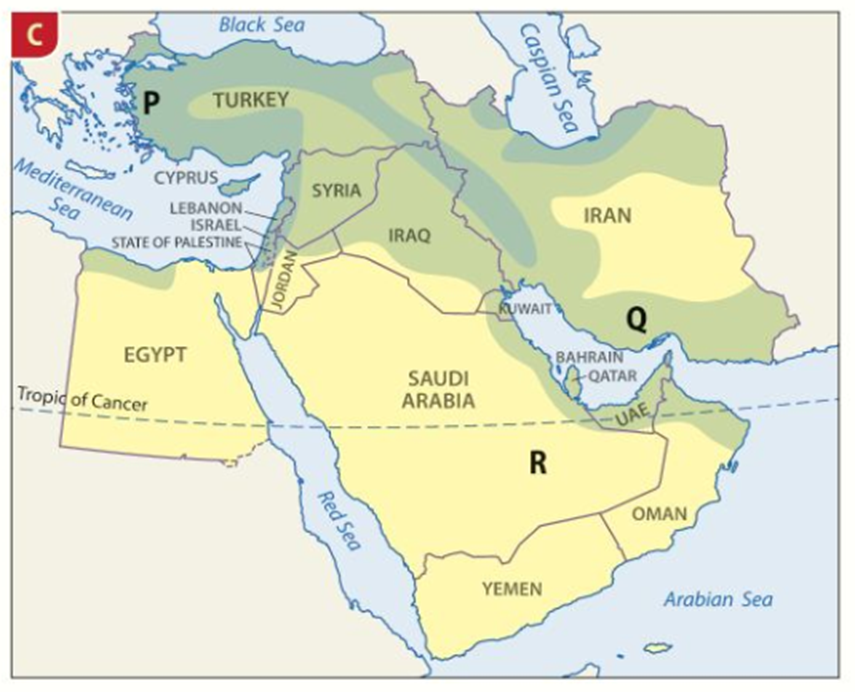 C
Black Sea
Caspian Sea
P
TURKEY
Mediterranean
Sea
CYPRUS
SYRIA
LEBANON
ISRAEL
STATE OF PALESTINE
IRAQ
IRAN
JORDAN
KUWAIT
Q
EGYPT
BAHRAIN
QATAR
SAUDI
ARABIA
Tropic of Cancer
UAE
R
Red Sea
OMAN
YEMEN
Arabian Sea